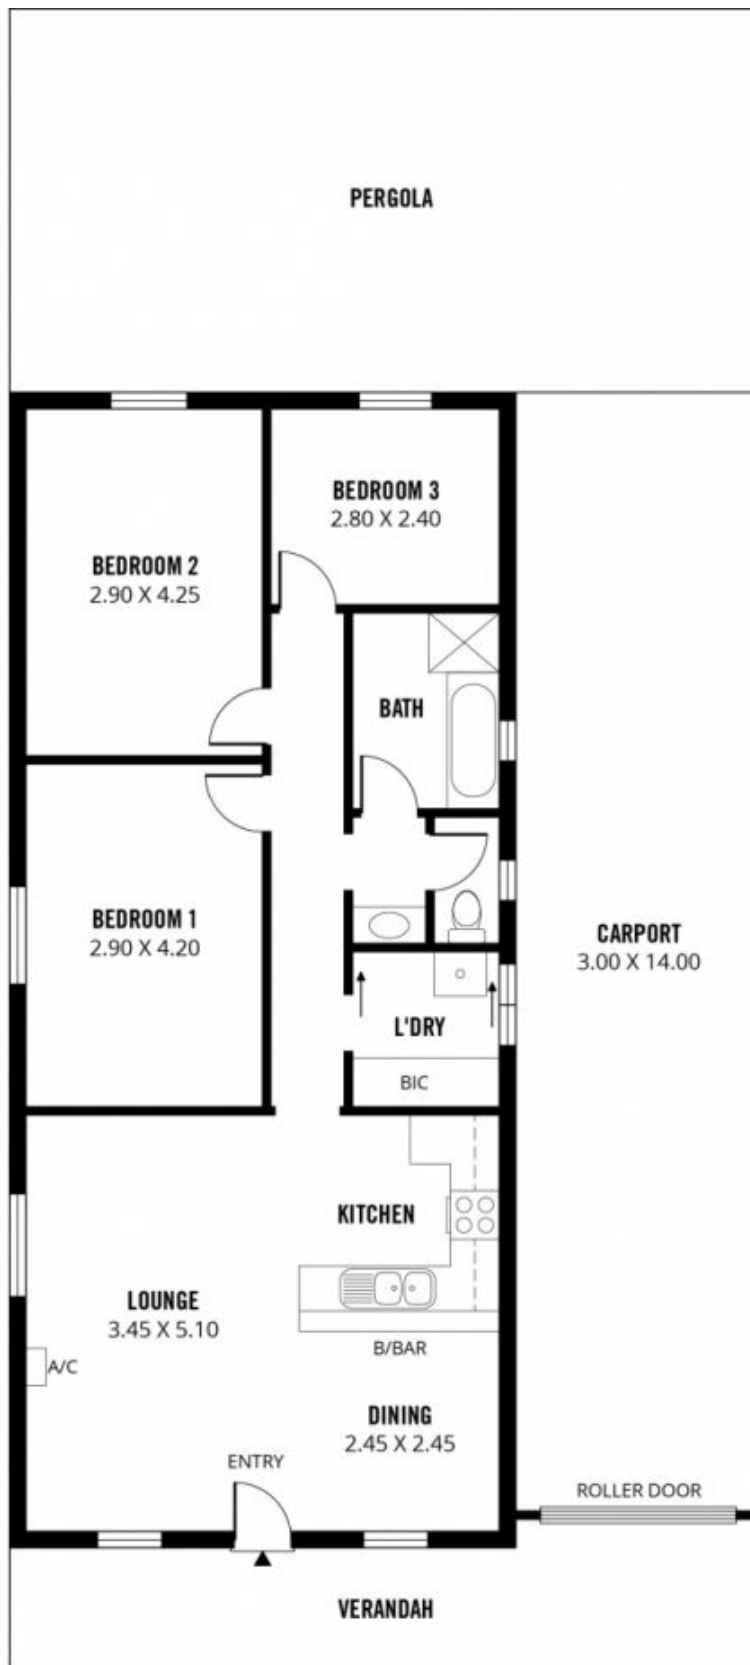 PERGOLA
BEDROOM 3
2.80 X 2.40
BEDROOM 2
2.90 X 4.25
BATH
BEDROOM 1
2.90 X 4.20
CARPORT
3.00 X 14.00
L'DRY
BIC
KITCHEN
LOUNGE
3.45 X 5.10
B/BAR
A/C
DINING
2.45 X 2.45
ENTRY
ROLLER DOOR
VERANDAH